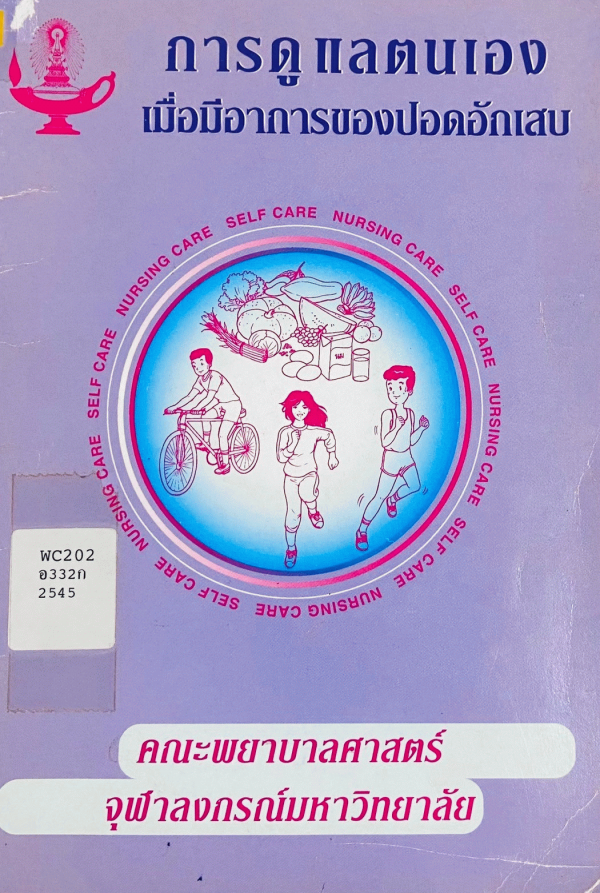 การดูแลตนเอง
เมื่อมีอาการของปอดอักเสบ
SELF CARE NURSING CARE SELF CARE NURSING CARE SELF CARE NURSING CARE SELF CARE NURSING CARE SELF CARE NURSING CARE
นม
WC202
อ332ก
2545
คณะพยาบาลศาสตร์
จุฬาลงกรณ์มหาวิทยาลัย